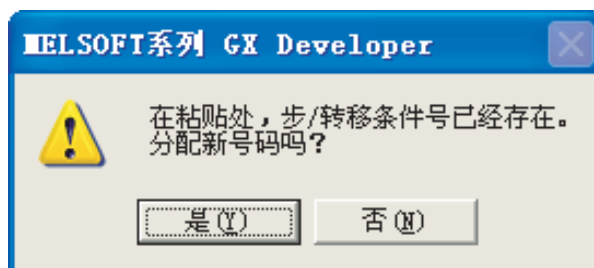 MELSOFT系列 GX Developer
在粘贴处，步/转移条件号已经存在。
分配新号码吗?
是(Y) 否(N)